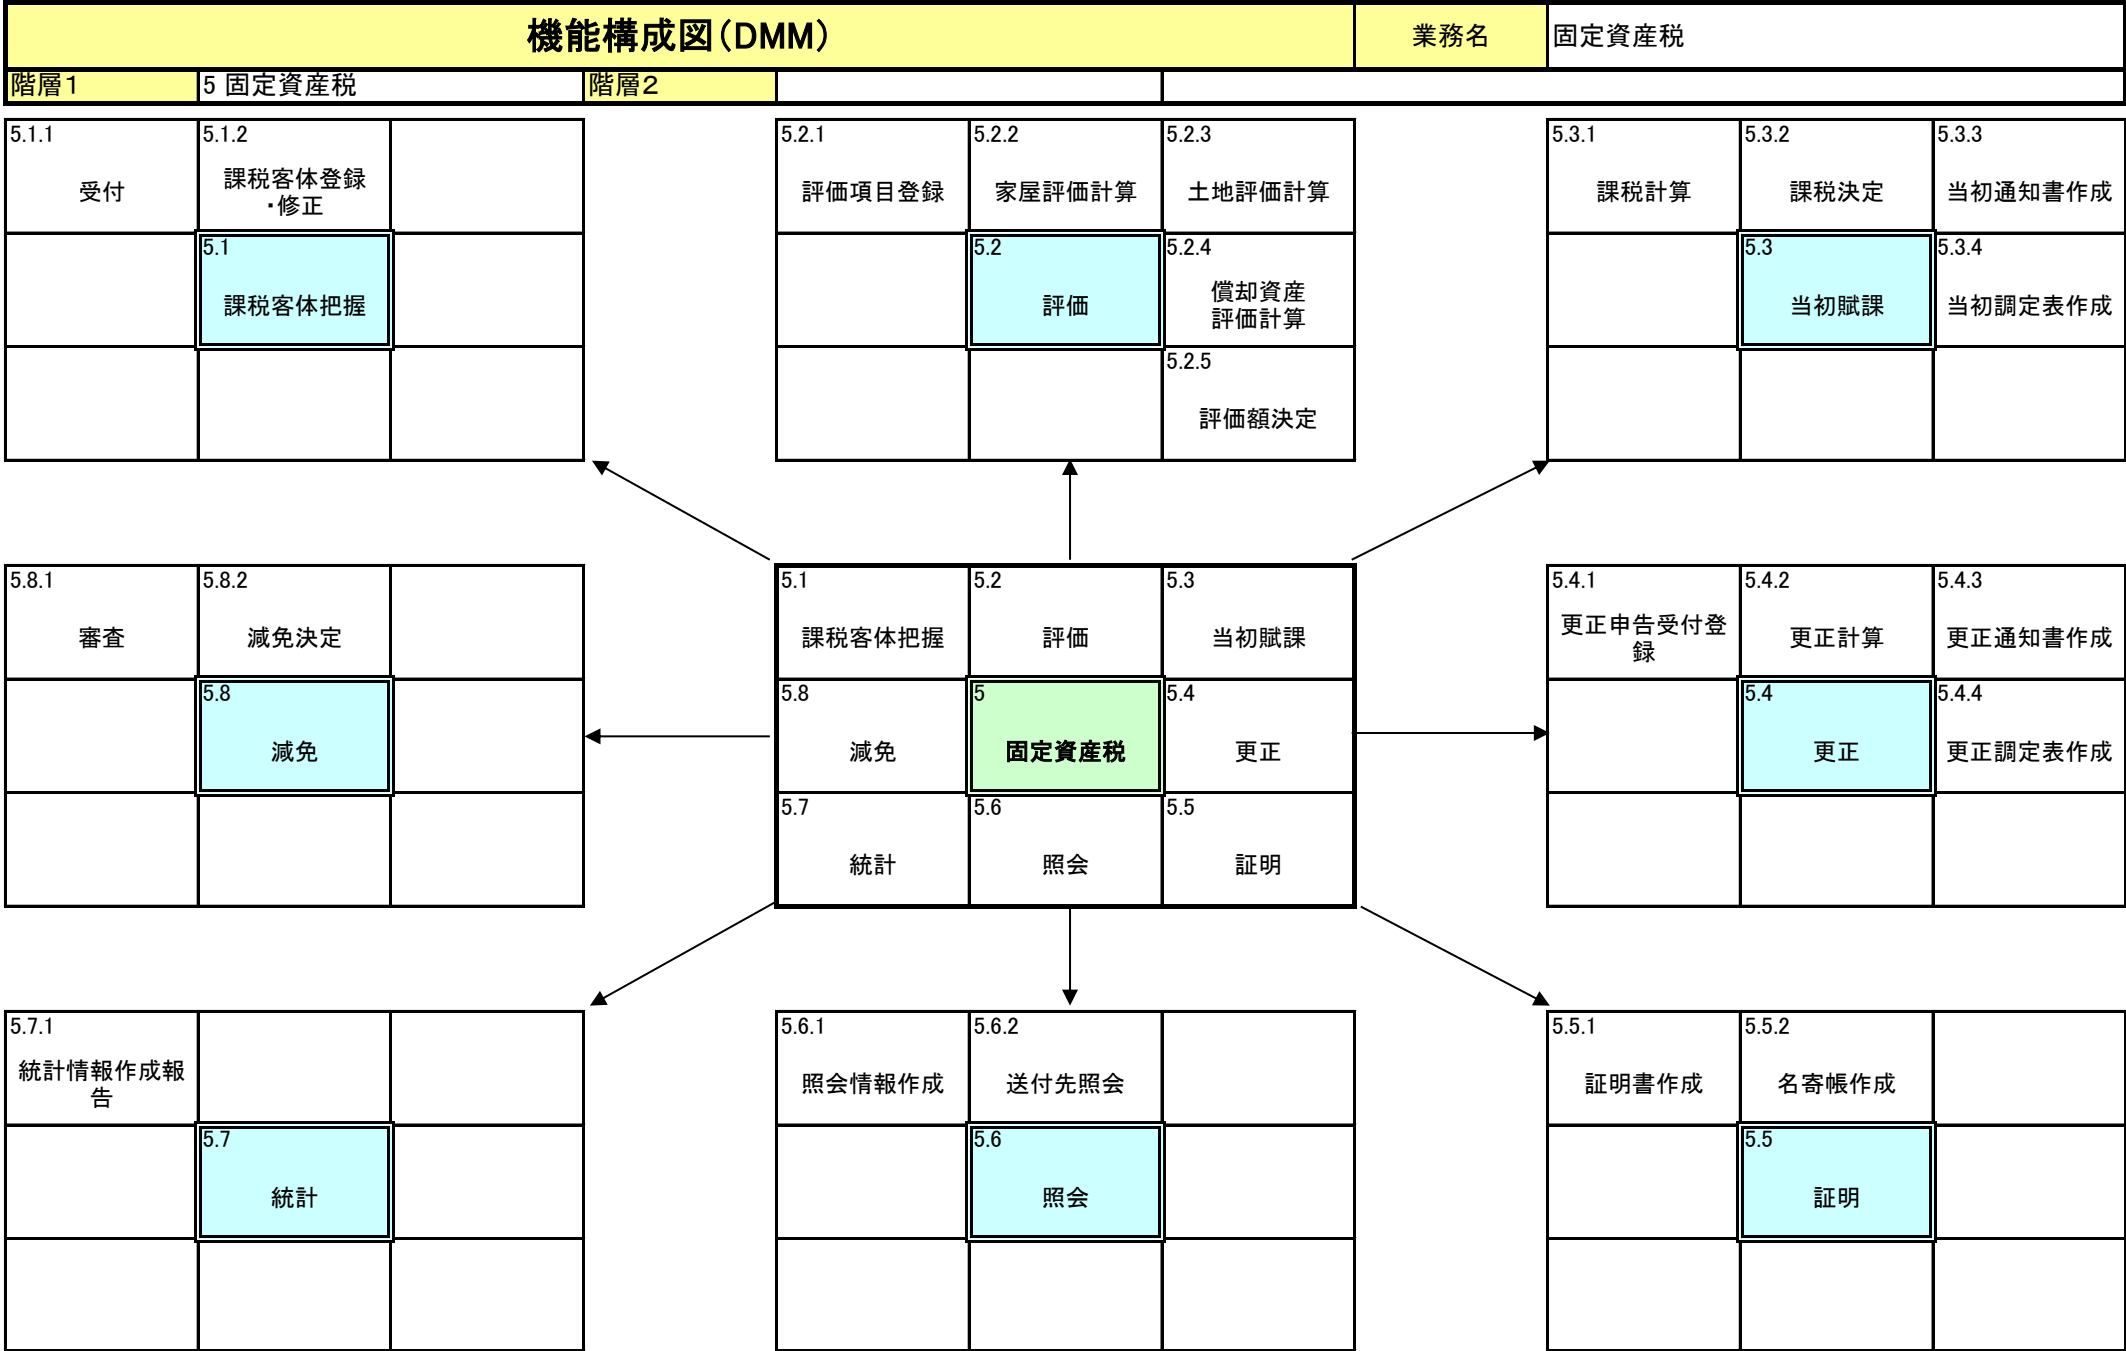 機能構成図（DMM）
業務名
固定資産税
階層１
5 固定資産税
階層２
5.1.1
受付
5.1.2
課税客体登録
・修正
5.1
課税客体把握
5.2.1
評価項目登録
5.2.2
家屋評価計算
5.2.3
土地評価計算
5.2
評価
5.2.4
償却資産
評価計算
5.2.5
評価額決定
5.3.1
課税計算
5.3.2
課税決定
5.3.3
当初通知書作成
5.3
当初賦課
5.3.4
当初調定表作成
5.8.1
審査
5.8.2
減免決定
5.8
減免
5.1
課税客体把握
5.2
評価
5.3
当初賦課
5.8
減免
5
固定資産税
5.4
更正
5.7
統計
5.6
照会
5.5
証明
5.4.1
更正申告受付登
録
5.4.2
更正計算
5.4.3
更正通知書作成
5.4
更正
5.4.4
更正調定表作成
5.7.1
統計情報作成報
告
5.7
統計
5.6.1
照会情報作成
5.6.2
送付先照会
5.6
照会
5.5.1
証明書作成
5.5.2
名寄帳作成
5.5
証明